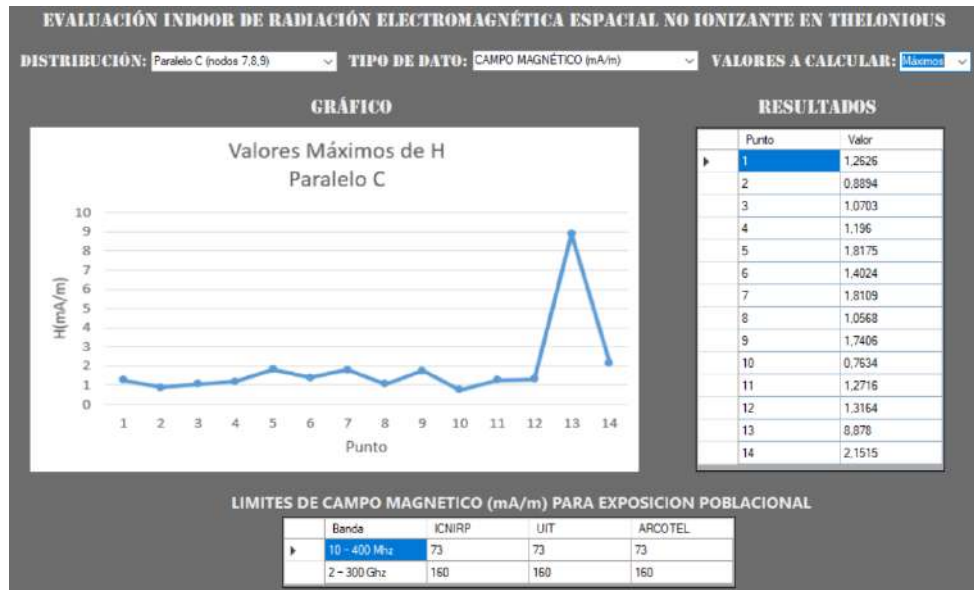 EVALUACIÓN INDOOR DE RADIACIÓN ELECTROMAGNÉTICA ESPACIAL NO IONIZANTE EN THELONIOUS
DISTRIBUCIÓN: Paralelo C (nodos 7,8,9) TIPO DE DATO: CAMPO MAGNÉTICO (mA/m) VALORES A CALCULAR: Máximos
GRÁFICO
Valores Máximos de H
Paralelo C
10
9
8
7
6
5
4
3
2
1
0
H(mA/m)
1 2 3 4 5 6 7 8 9 10 11 12 13 14
Punto
RESULTADOS
Punto Valor
1 1,2626
2 0,8894
3 1,0703
4 1,196
5 1,8175
6 1,4024
7 1,8109
8 1,0568
9 1,7406
10 0,7634
11 1,2716
12 1,3164
13 8,878
14 2,1515
LIMITES DE CAMPO MAGNETICO (mA/m) PARA EXPOSICION POBLACIONAL
Banda ICNIRP UIT ARCOTEL
10 - 400 Mhz 73 73 73
2 - 300 Ghz 160 160 160